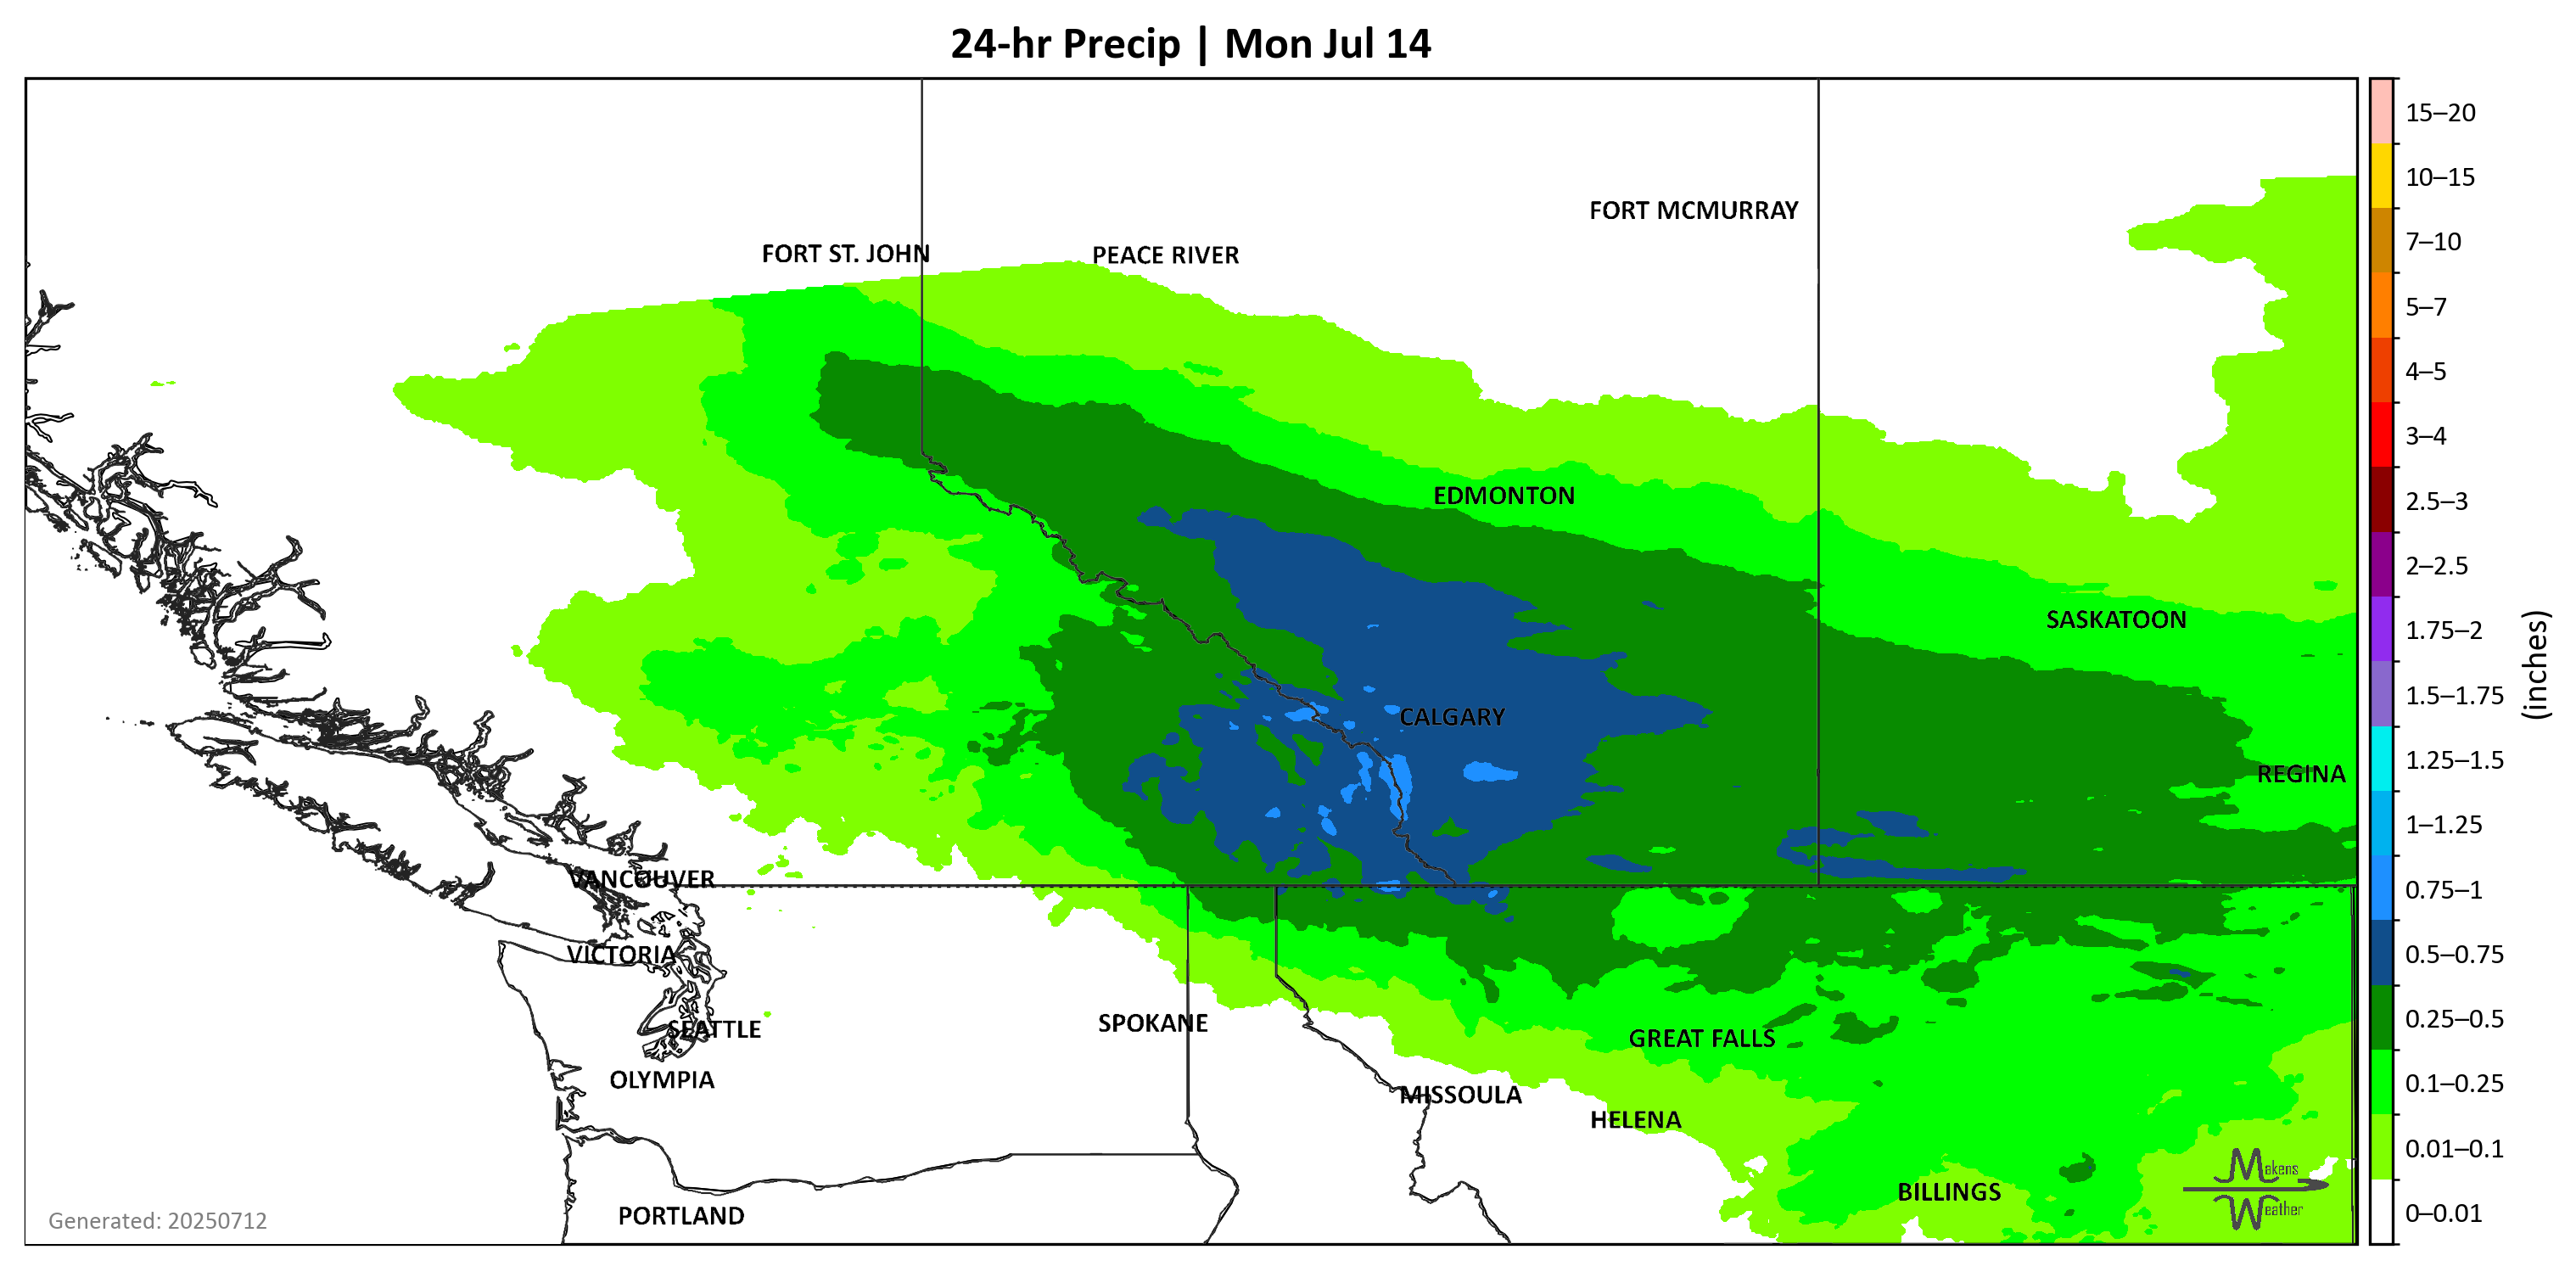 24-hr Precip | Mon Jul 14
15–20
10–15
FORT MCMURRAY
7–10
FORT ST. JOHN
PEACE RIVER
5–7
4–5
3–4
EDMONTON
2.5–3
2–2.5
SASKATOON
1.75–2
(inches)
1.5–1.75
CALGARY
1.25–1.5
REGINA
1–1.25
VANCOUVER
0.75–1
VICTORIA
0.5–0.75
SPOKANE
0.25–0.5
SEATTLE
GREAT FALLS
OLYMPIA
0.1–0.25
MISSOULA
HELENA
0.01–0.1
Makens
Weather
BILLINGS
PORTLAND
0–0.01
Generated: 20250712